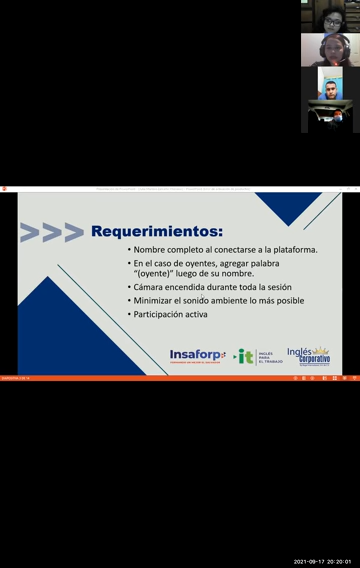 >>> Requerimientos:
• Nombre completo al conectarse a la plataforma.
• En el caso de oyentes, agregar palabra
“(oyente)” luego de su nombre.
• Cámara encendida durante toda la sesión
• Minimizar el sonido ambiente lo más posible
• Participación activa
Insaforp
it INGLÉS
PARA
EL TRABAJO
Inglés
Corporativo
2021-09-17 20:20:01